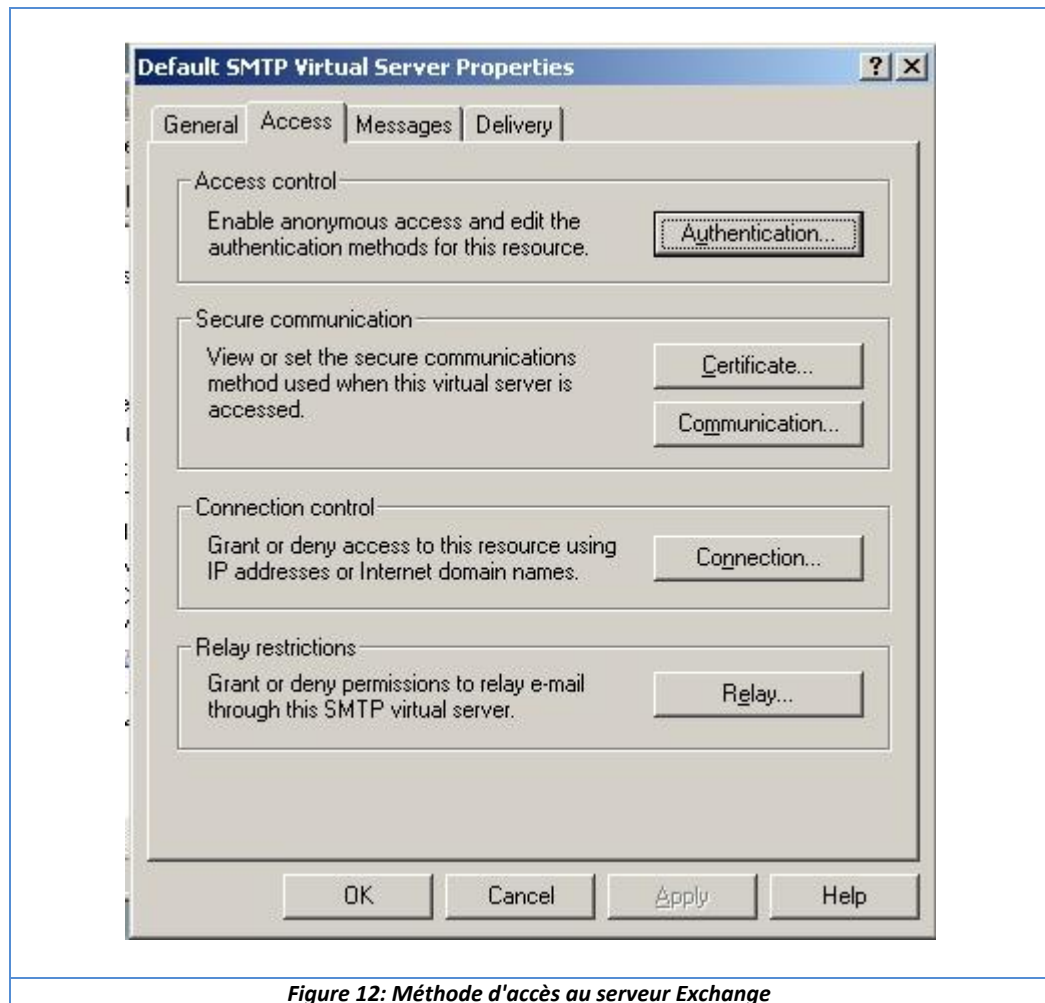 Default SMTP Virtual Server Properties
General Access Messages Delivery
Access control
Enable anonymous access and edit the
authentication methods for this resource.
Authentication...
Secure communication
View or set the secure communications
method used when this virtual server is
accessed.
Certificate...
Communication...
Connection control
Grant or deny access to this resource using
IP addresses or Internet domain names.
Connection...
Relay restrictions
Grant or deny permissions to relay e-mail
through this SMTP virtual server.
Relay...
OK Cancel Apply Help
Figure 12: Méthode d'accès au serveur Exchange